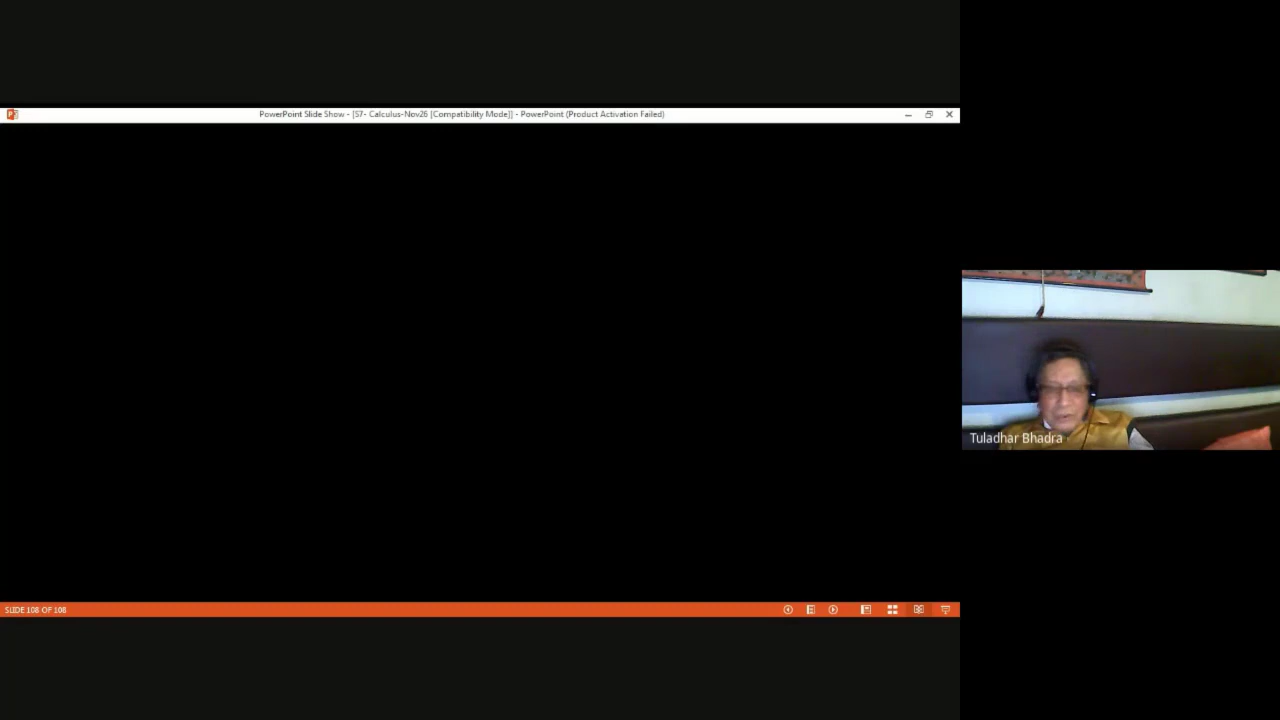 PowerPoint Slide Show - [57- Calculus-Nov26 [Compatibility Mode]] - PowerPoint (Product Activation Failed)
Tuladhar Bhadra
SLIDE 108 OF 108